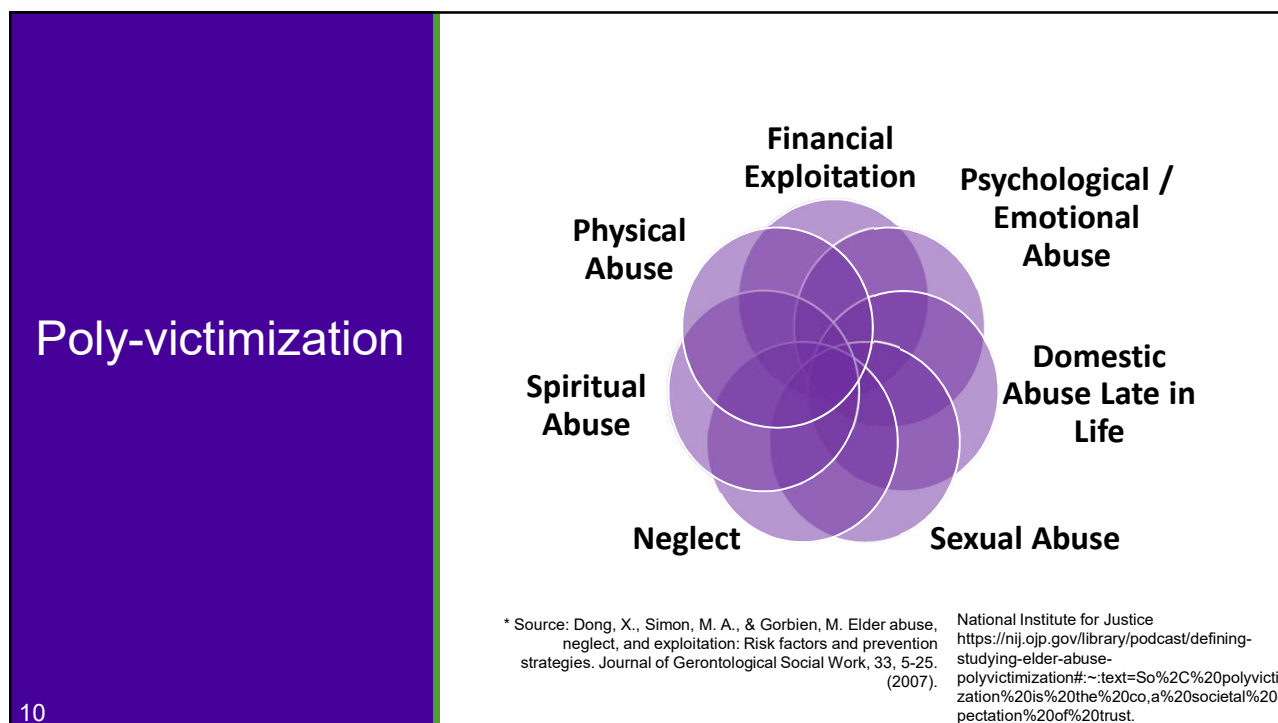 Poly-victimization
Financial
Exploitation
Psychological /
Emotional
Abuse
Physical
Abuse
Domestic
Abuse Late in
Life
Spiritual
Abuse
Neglect
Sexual Abuse
* Source: Dong, X., Simon, M. A., & Gorbien, M. Elder abuse,
neglect, and exploitation: Risk factors and prevention
strategies. Journal of Gerontological Social Work, 33, 5-25.
(2007).
National Institute for Justice
https://nij.ojp.gov/library/podcast/defining-
studying-elder-abuse-
polyvictimization#:~:text=So%2C%20polyvicti
zation%20is%20the%20co,a%20societal%20
pectation%20of%20trust.
10